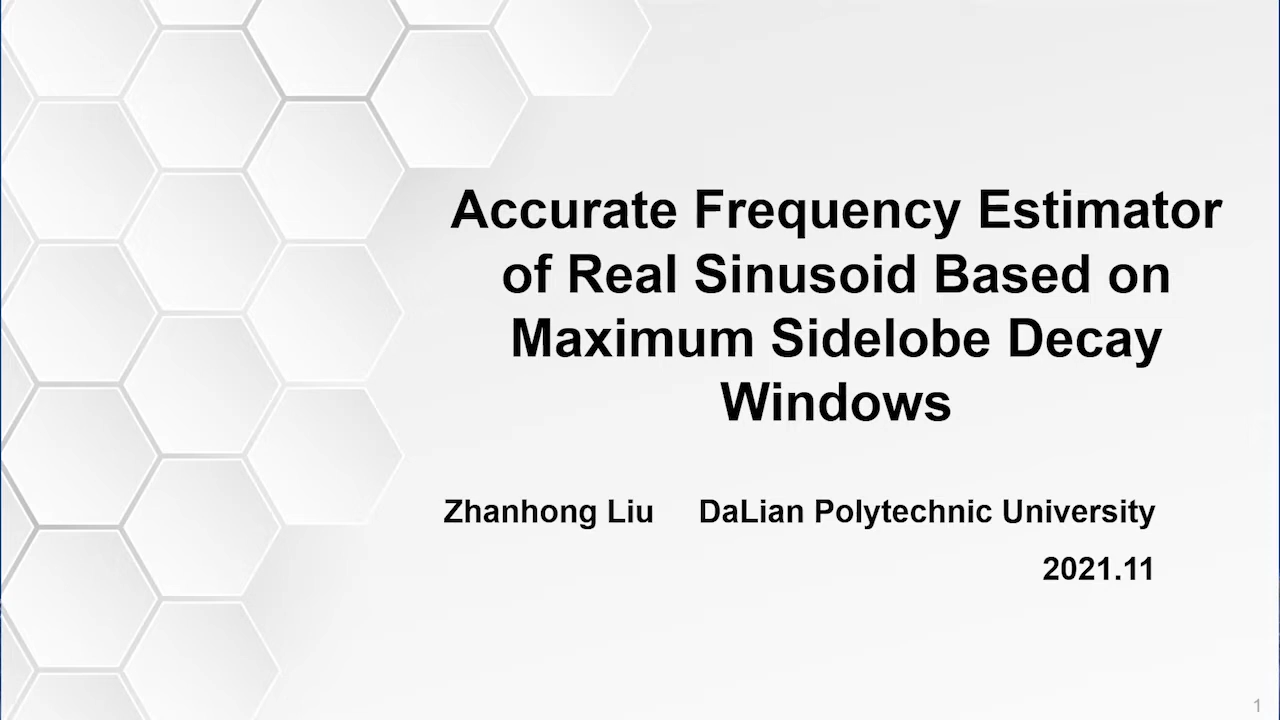 Accurate Frequency Estimator
of Real Sinusoid Based on
Maximum Sidelobe Decay
Windows
Zhanhong Liu DaLian Polytechnic University
2021.11
1